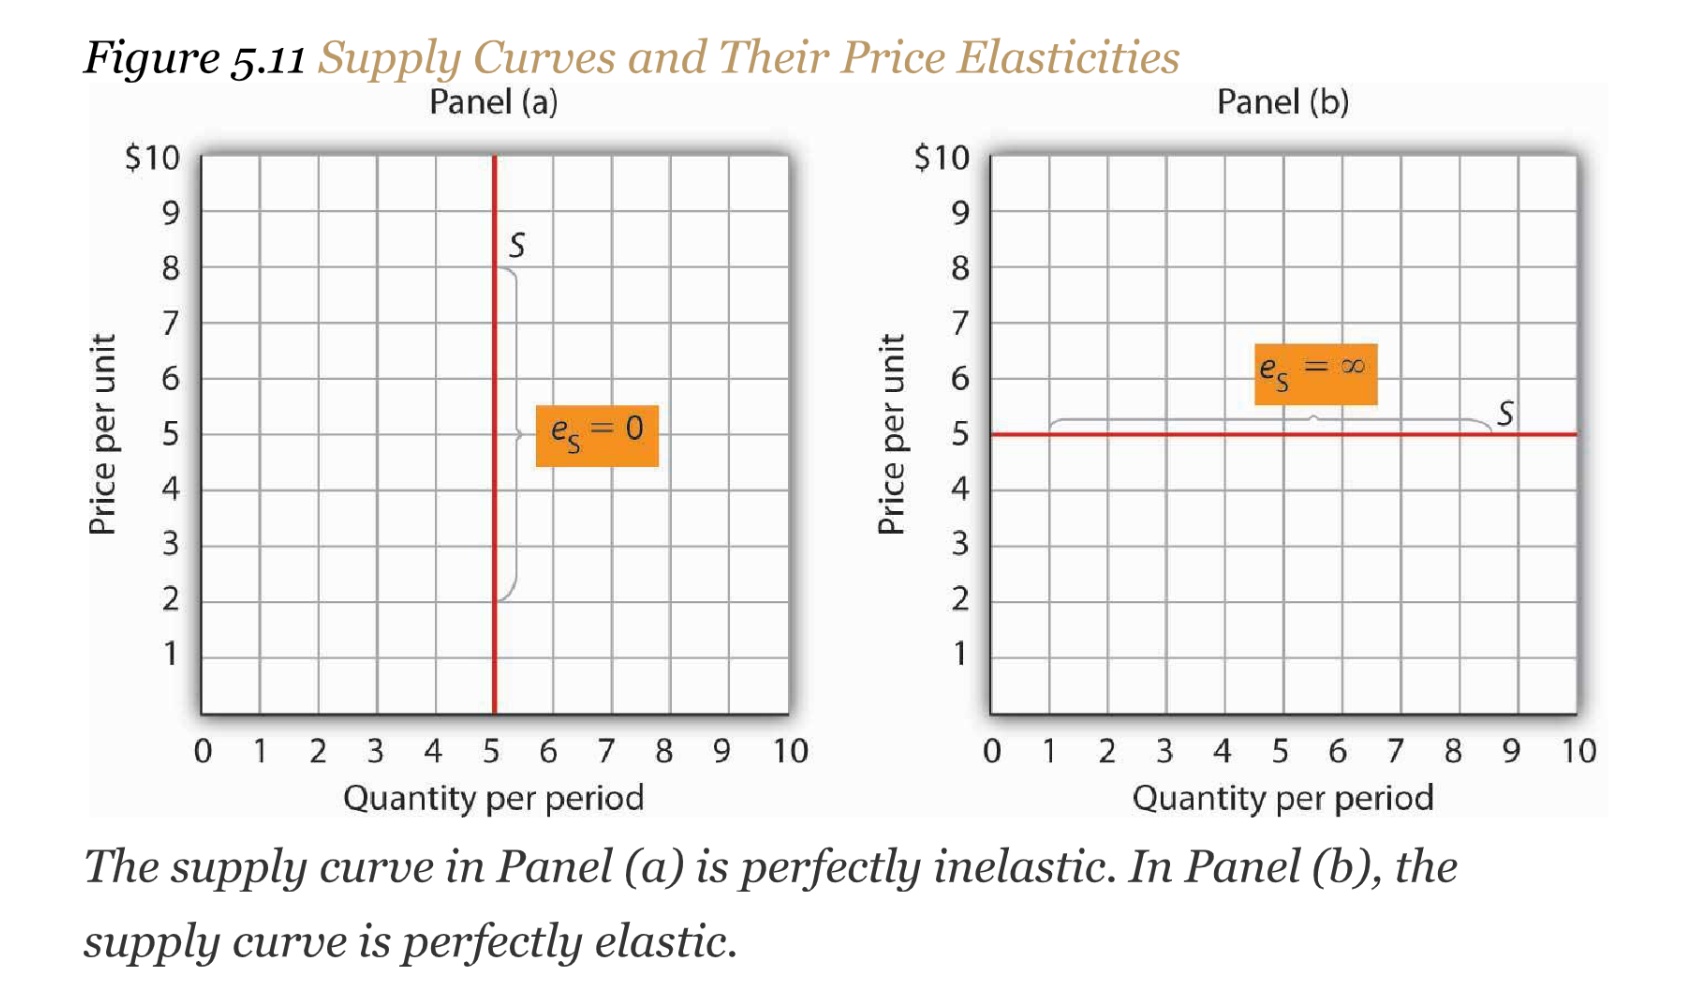 Figure 5.11 Supply Curves and Their Price Elasticities
Panel (a)
$10
9
8
7
6
5
4
3
2
1
Price per unit
S
eS = 0
0 1 2 3 4 5 6 7 8 9 10
Quantity per period
Panel (b)
$10
9
8
7
6
5
4
3
2
1
Price per unit
eS = ∞
S
0 1 2 3 4 5 6 7 8 9 10
Quantity per period
The supply curve in Panel (a) is perfectly inelastic. In Panel (b), the
supply curve is perfectly elastic.